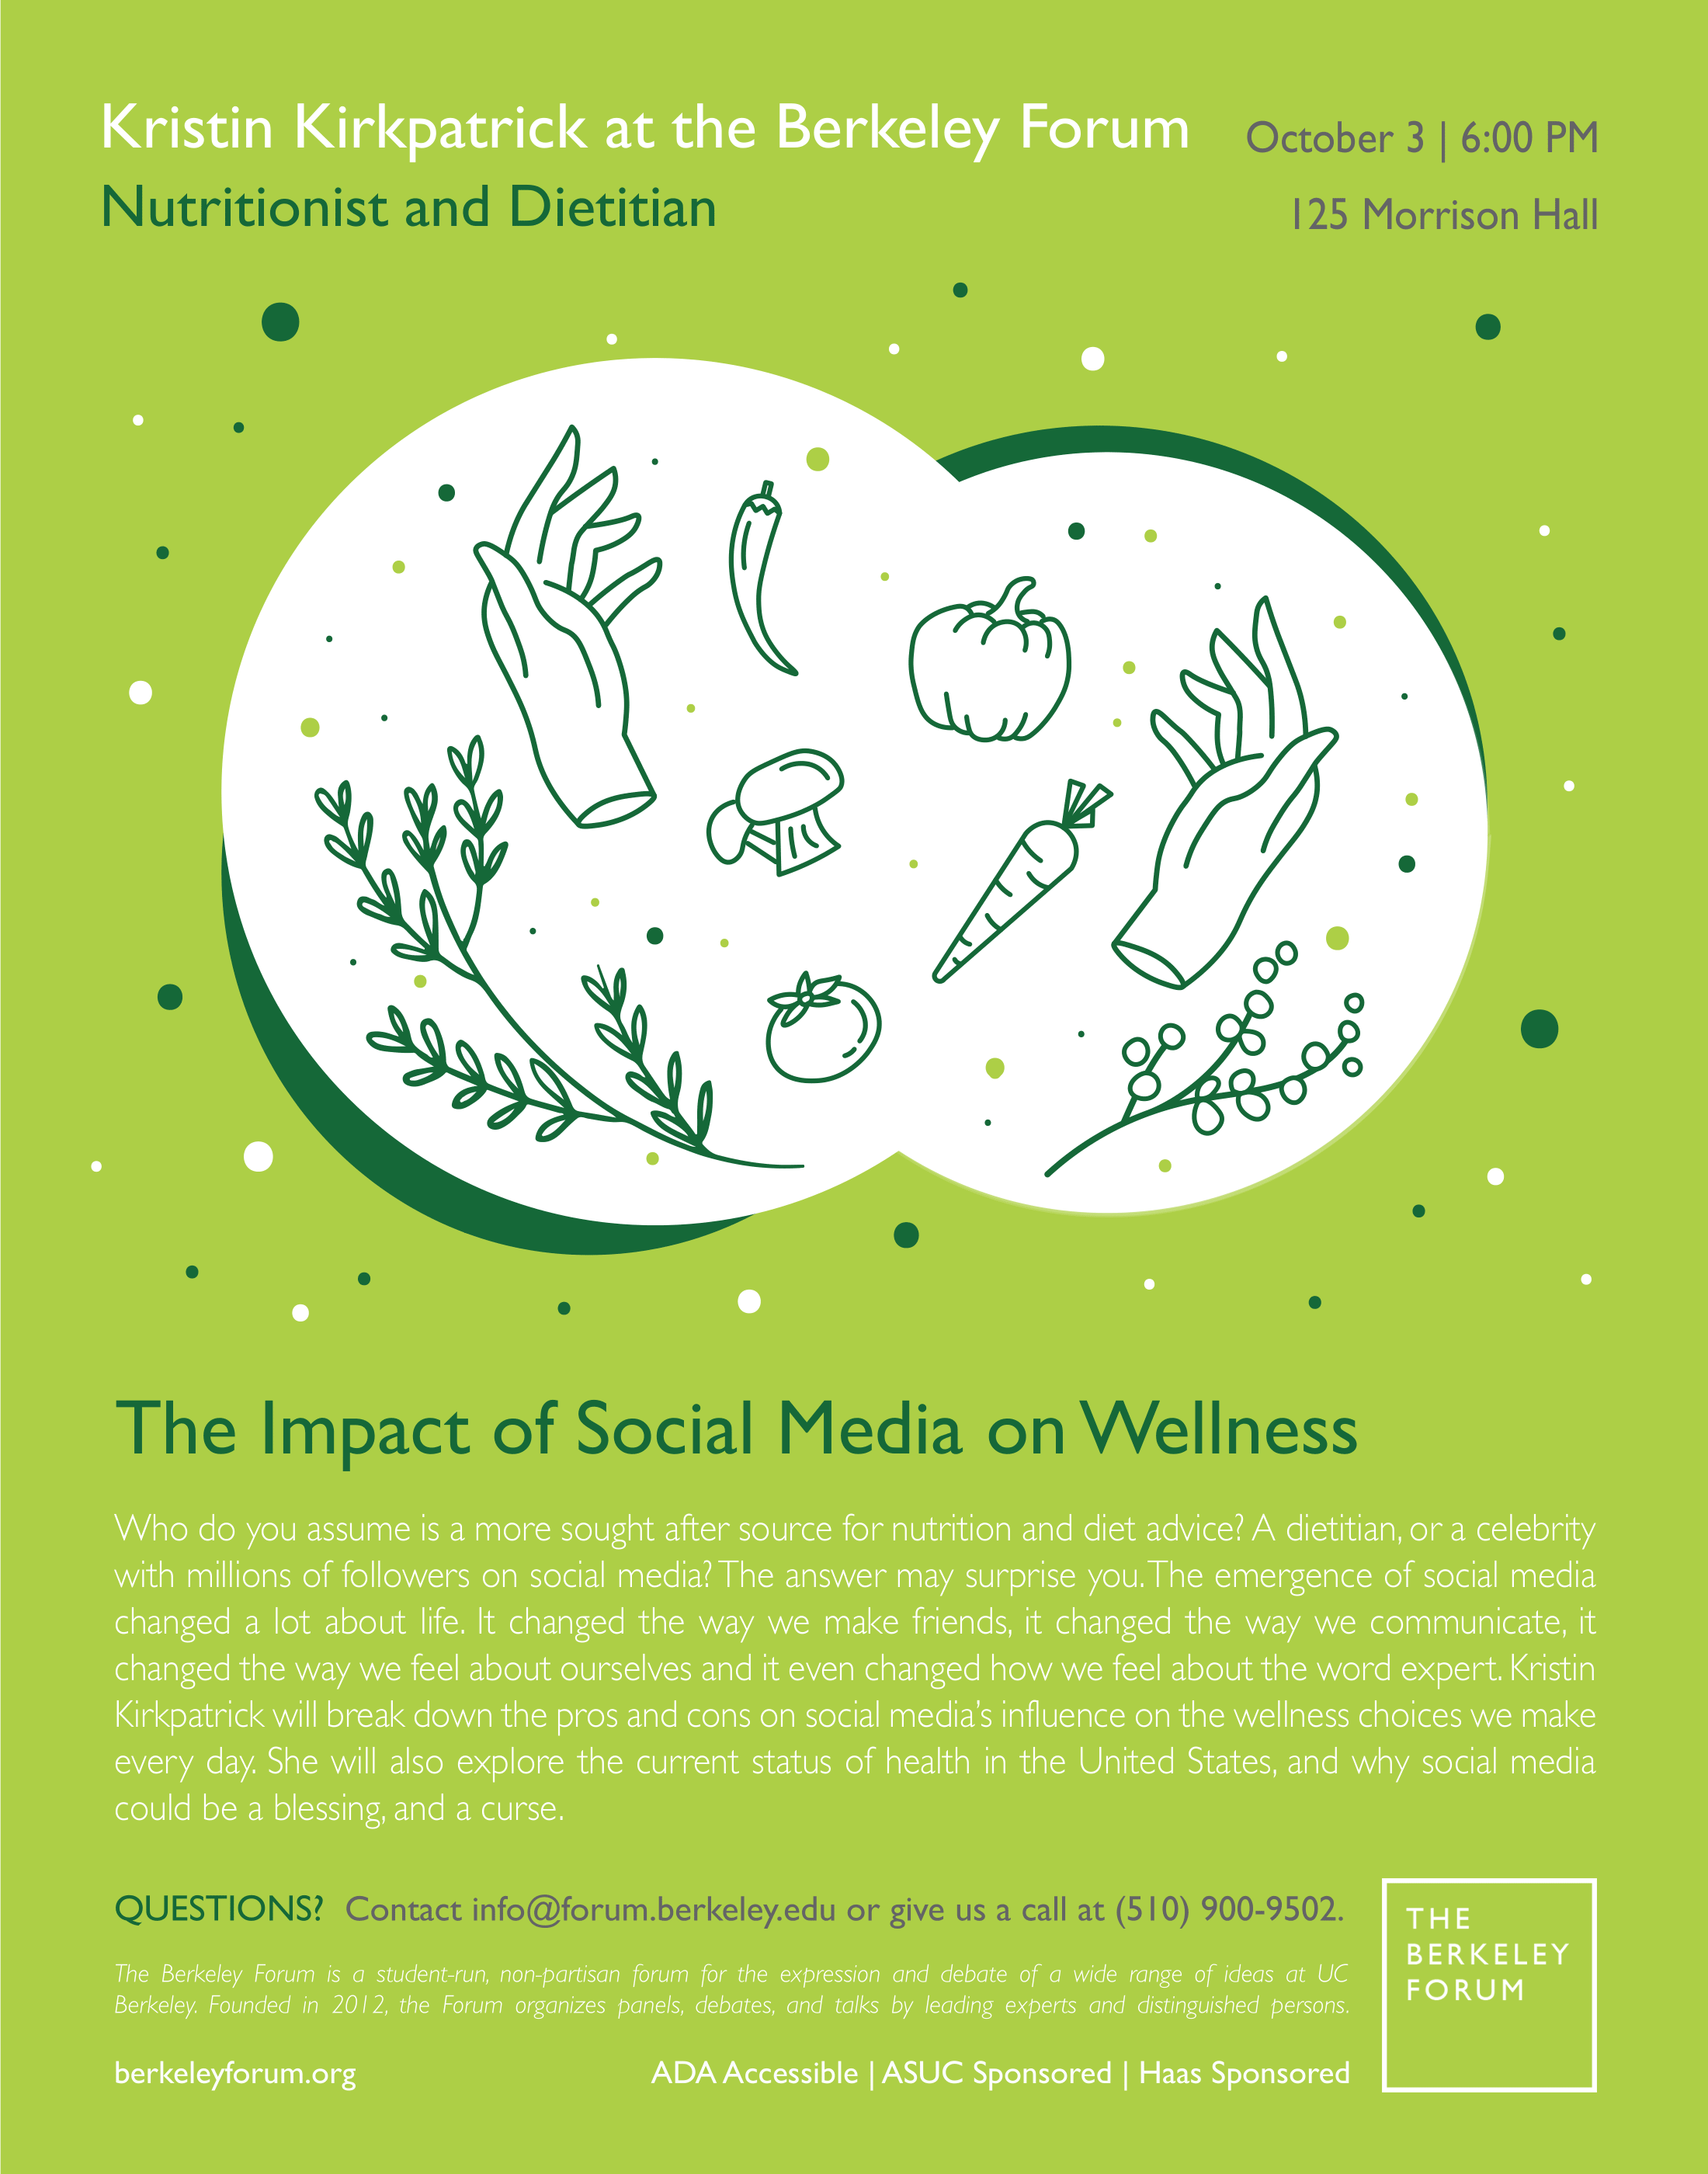 Kristin Kirkpatrick at the Berkeley Forum
Nutritionist and Dietitian
October 3 | 6:00 PM
125 Morrison Hall
The Impact of Social Media on Wellness
Who do you assume is a more sought after source for nutrition and diet advice? A dietitian, or a celebrity
with millions of followers on social media? The answer may surprise you. The emergence of social media
changed a lot about life. It changed the way we make friends, it changed the way we communicate, it
changed the way we feel about ourselves and it even changed how we feel about the word expert. Kristin
Kirkpatrick will break down the pros and cons on social media’s influence on the wellness choices we make
every day. She will also explore the current status of health in the United States, and why social media
could be a blessing, and a curse.
QUESTIONS? Contact info@forum.berkeley.edu or give us a call at (510) 900-9502.
The Berkeley Forum is a student-run, non-partisan forum for the expression and debate of a wide range of ideas at UC
Berkeley. Founded in 2012, the Forum organizes panels, debates, and talks by leading experts and distinguished persons.
berkeleyforum.org
ADA Accessible | ASUC Sponsored | Haas Sponsored
THE
BERKELEY
FORUM